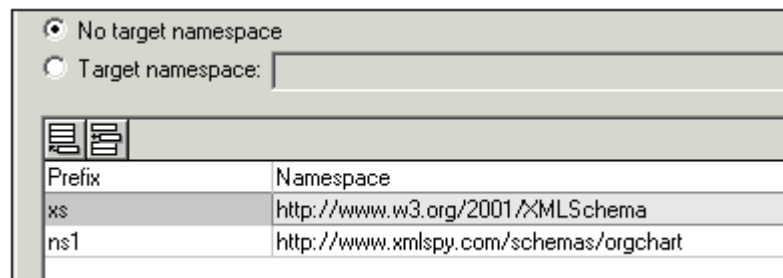 No target namespace
Target namespace:
Prefix Namespace
xs http://www.w3.org/2001/XMLSchema
ns1 http://www.xmlspy.com/schemas/orgchart